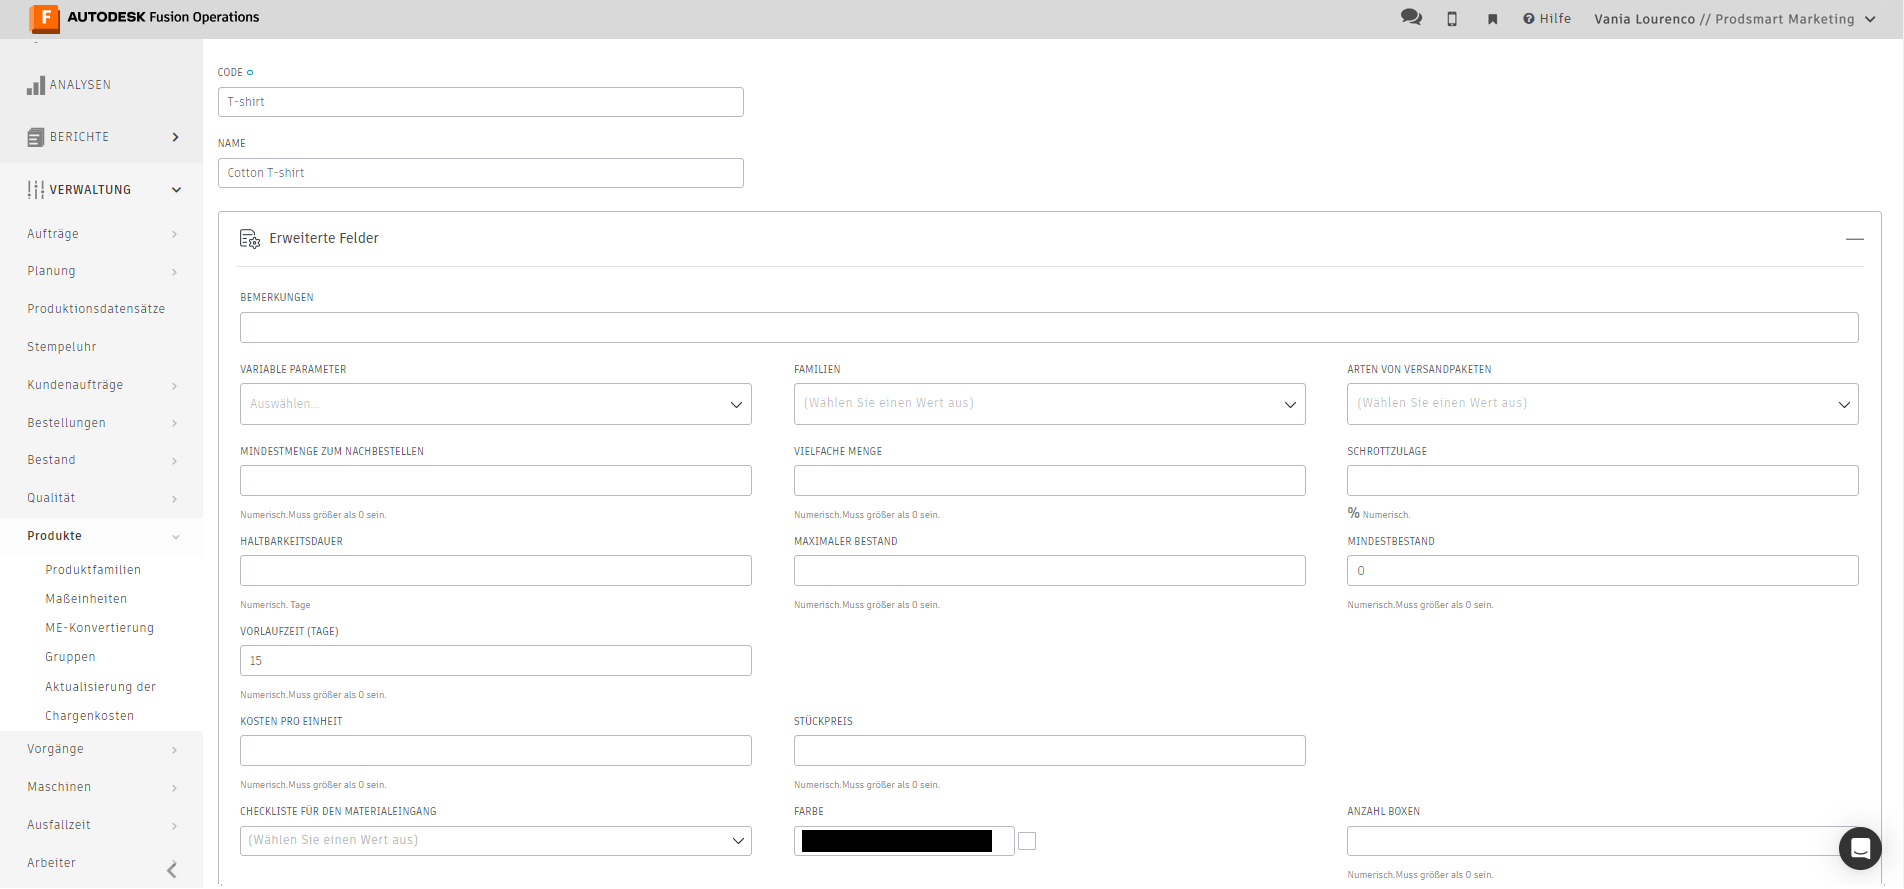 F AUTODESK Fusion Operations
Hilfe
Vania Lourenco // Prodsmart Marketing
ANALYSEN
BERICHTE
VERWALTUNG
Aufträge
Planung
Produktionsdatensätze
Stempeluhr
Kundenaufträge
Bestellungen
Bestand
Qualität
Produkte
Produktfamilien
Maßeinheiten
ME-Konvertierung
Gruppen
Aktualisierung der
Chargenkosten
Vorgänge
Maschinen
Ausfallzeit
Arbeiter
CODE
T-shirt
NAME
Cotton T-shirt
Erweiterte Felder
BEMERKUNGEN
VARIABLE PARAMETER
Auswählen...
FAMILIEN
(Wählen Sie einen Wert aus)
ARTEN VON VERSANDPAKETEN
(Wählen Sie einen Wert aus)
MINDESTMENGE ZUM NACHBESTELLEN
Numerisch.Muss größer als 0 sein.
VIELFACHE MENGE
Numerisch.Muss größer als 0 sein.
SCHROTTZULAGE
% Numerisch.
HALTBARKEITSDAUER
Numerisch. Tage
MAXIMALER BESTAND
Numerisch.Muss größer als 0 sein.
MINDESTBESTAND
0
Numerisch.Muss größer als 0 sein.
VORLAUFZEIT (TAGE)
15
Numerisch.Muss größer als 0 sein.
KOSTEN PRO EINHEIT
Numerisch.Muss größer als 0 sein.
STÜCKPREIS
Numerisch.Muss größer als 0 sein.
CHECKLISTE FÜR DEN MATERIALEINGANG
(Wählen Sie einen Wert aus)
FARBE
ANZAHL BOXEN
Numerisch.Muss größer als 0 sein.